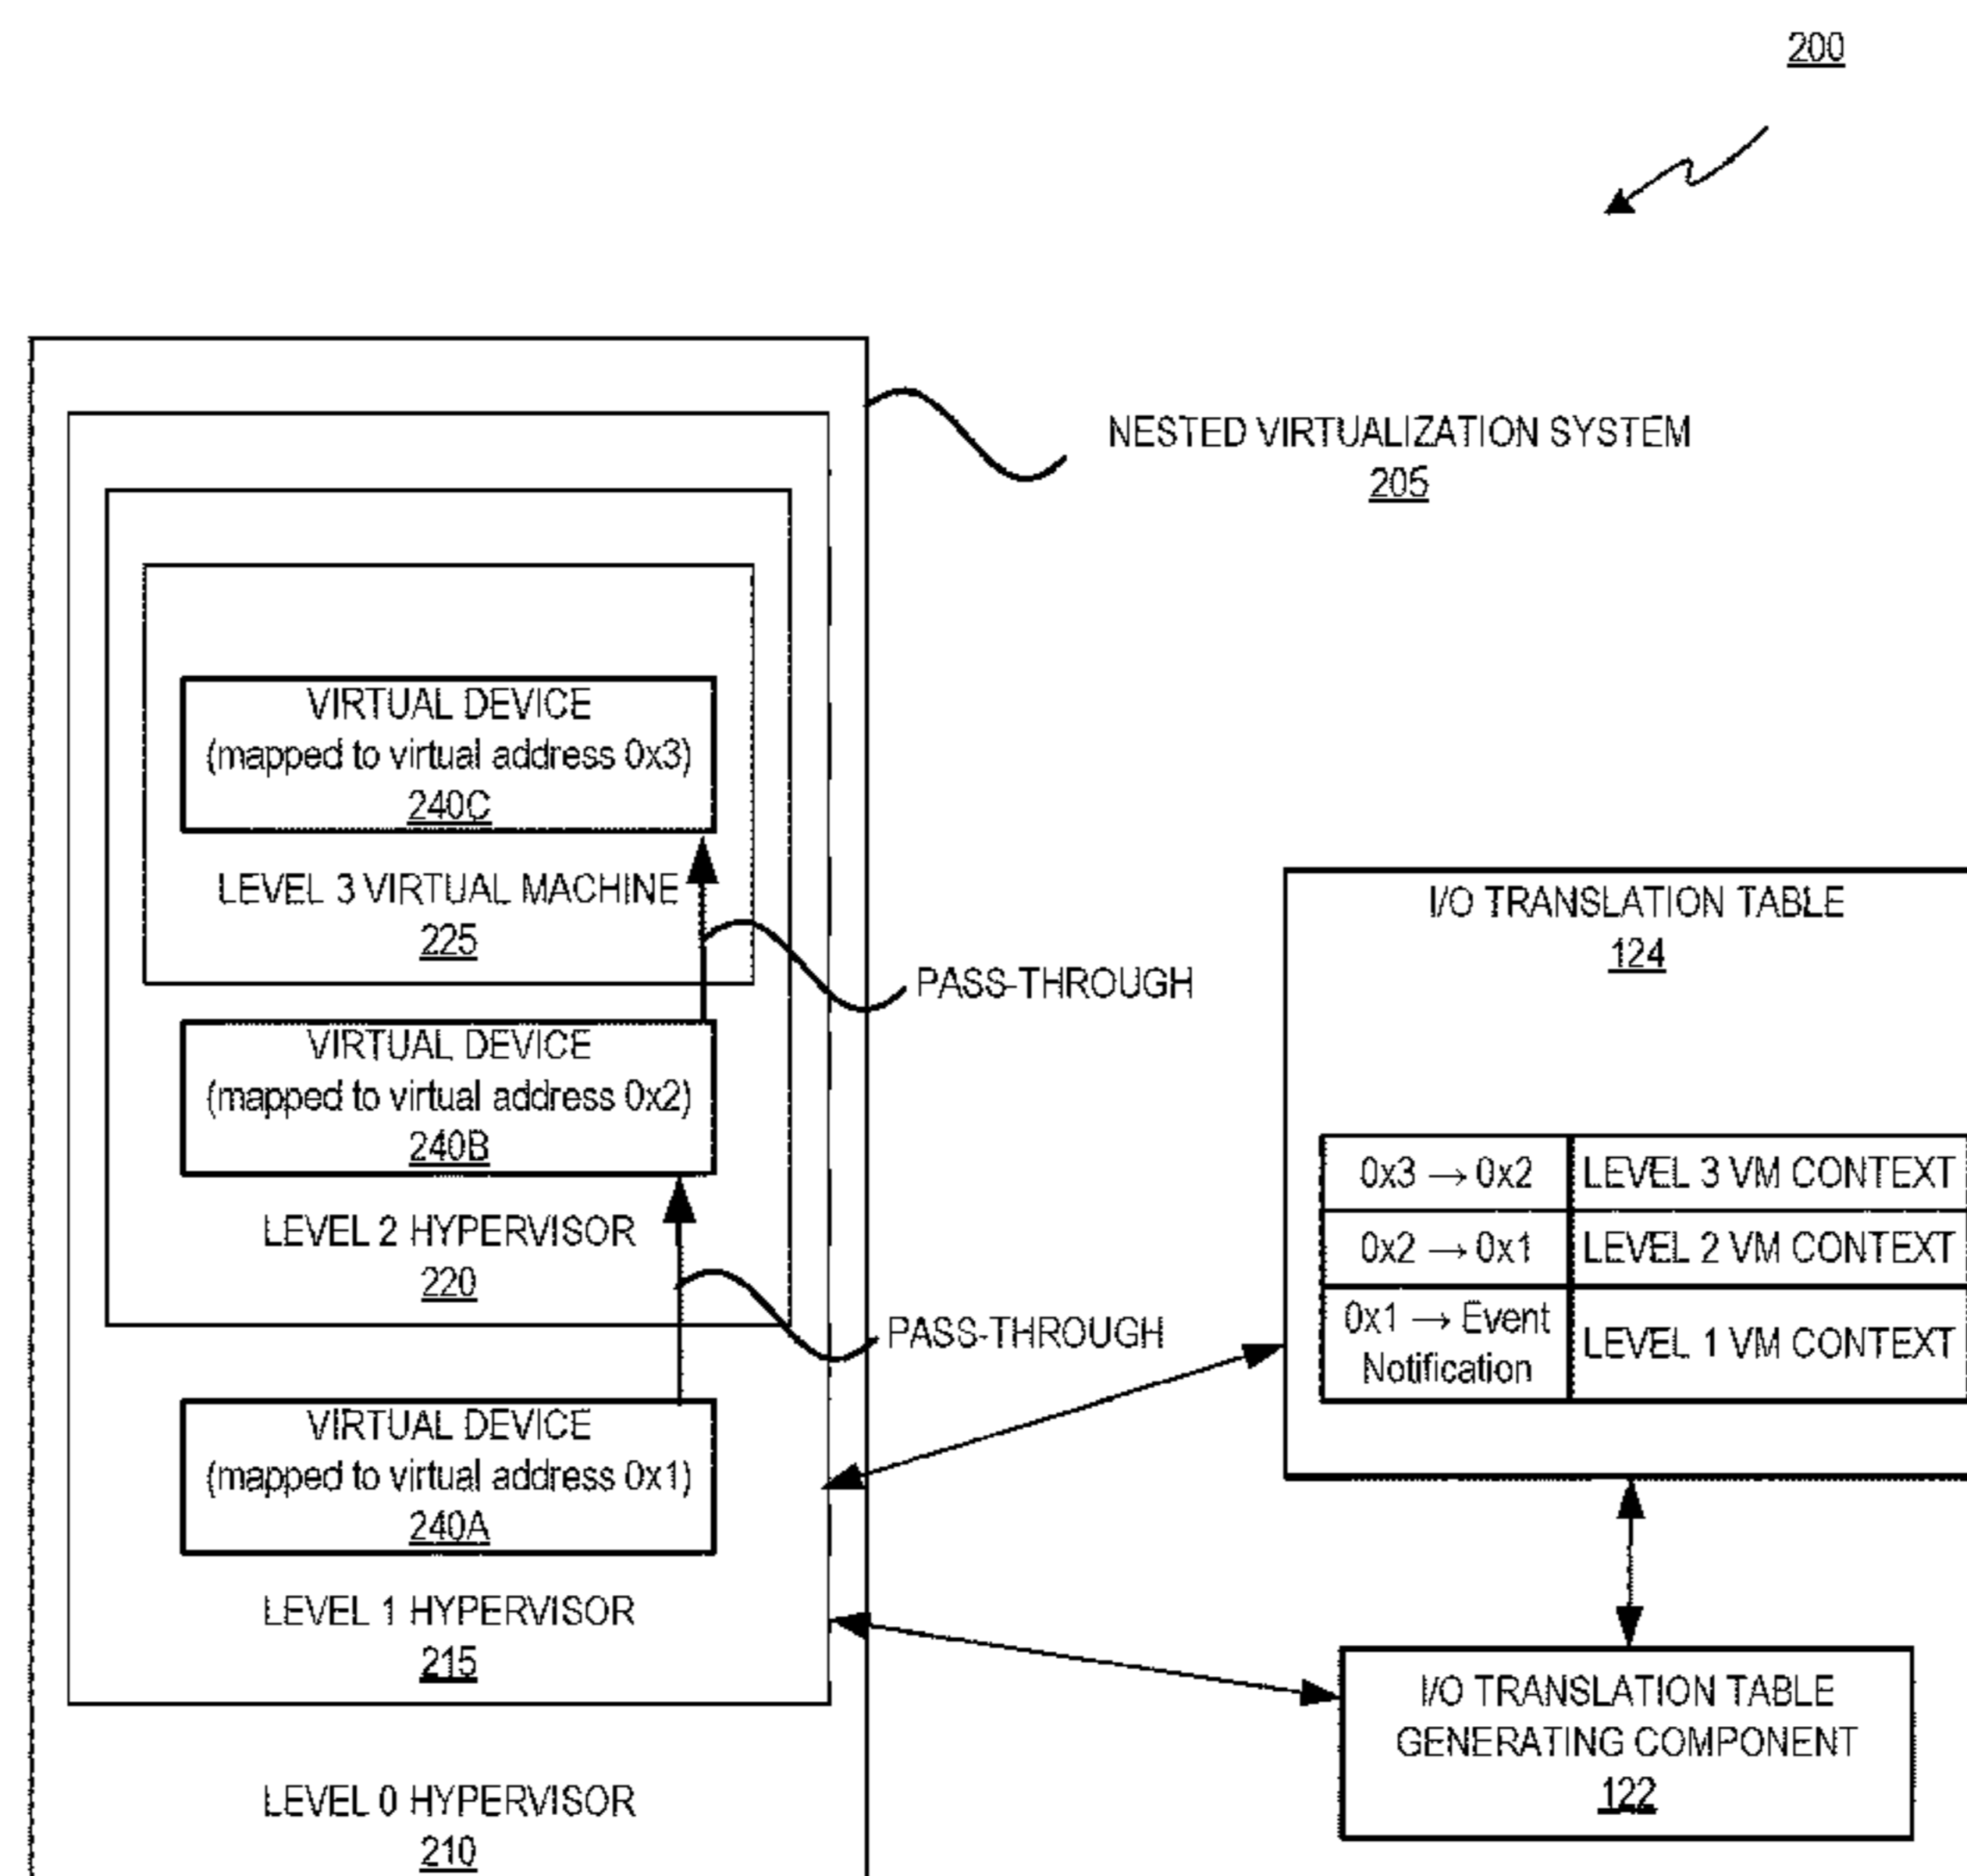 200
NESTED VIRTUALIZATION SYSTEM
205
VIRTUAL DEVICE
(mapped to virtual address 0x3)
240C
LEVEL 3 VIRTUAL MACHINE
225
PASS-THROUGH
VIRTUAL DEVICE
(mapped to virtual address 0x2)
240B
LEVEL 2 HYPERVISOR
220
PASS-THROUGH
VIRTUAL DEVICE
(mapped to virtual address 0x1)
240A
LEVEL 1 HYPERVISOR
215
LEVEL 0 HYPERVISOR
210
I/O TRANSLATION TABLE
124
0x3 → 0x2 LEVEL 3 VM CONTEXT
0x2 → 0x1 LEVEL 2 VM CONTEXT
0x1 → Event
Notification
LEVEL 1 VM CONTEXT
I/O TRANSLATION TABLE
GENERATING COMPONENT
122